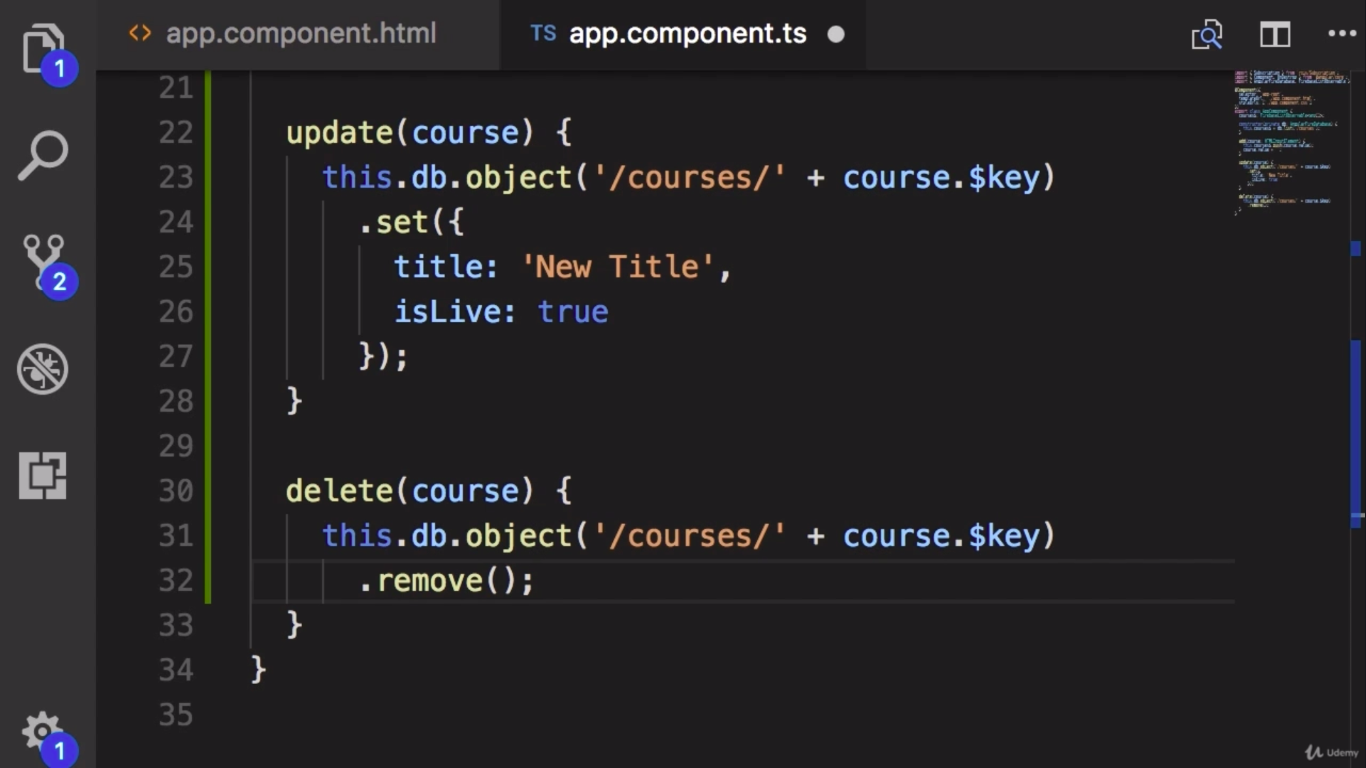 app.component.html
TS app.component.ts
1
2
1
21
22 update(course) {
23 this.db.object('/courses/' + course.$key)
24 .set({
25 title: 'New Title',
26 isLive: true
27 });
28 }
29
30 delete(course) {
31 this.db.object('/courses/' + course.$key)
32 .remove();
33 }
34 }
35
Udemy